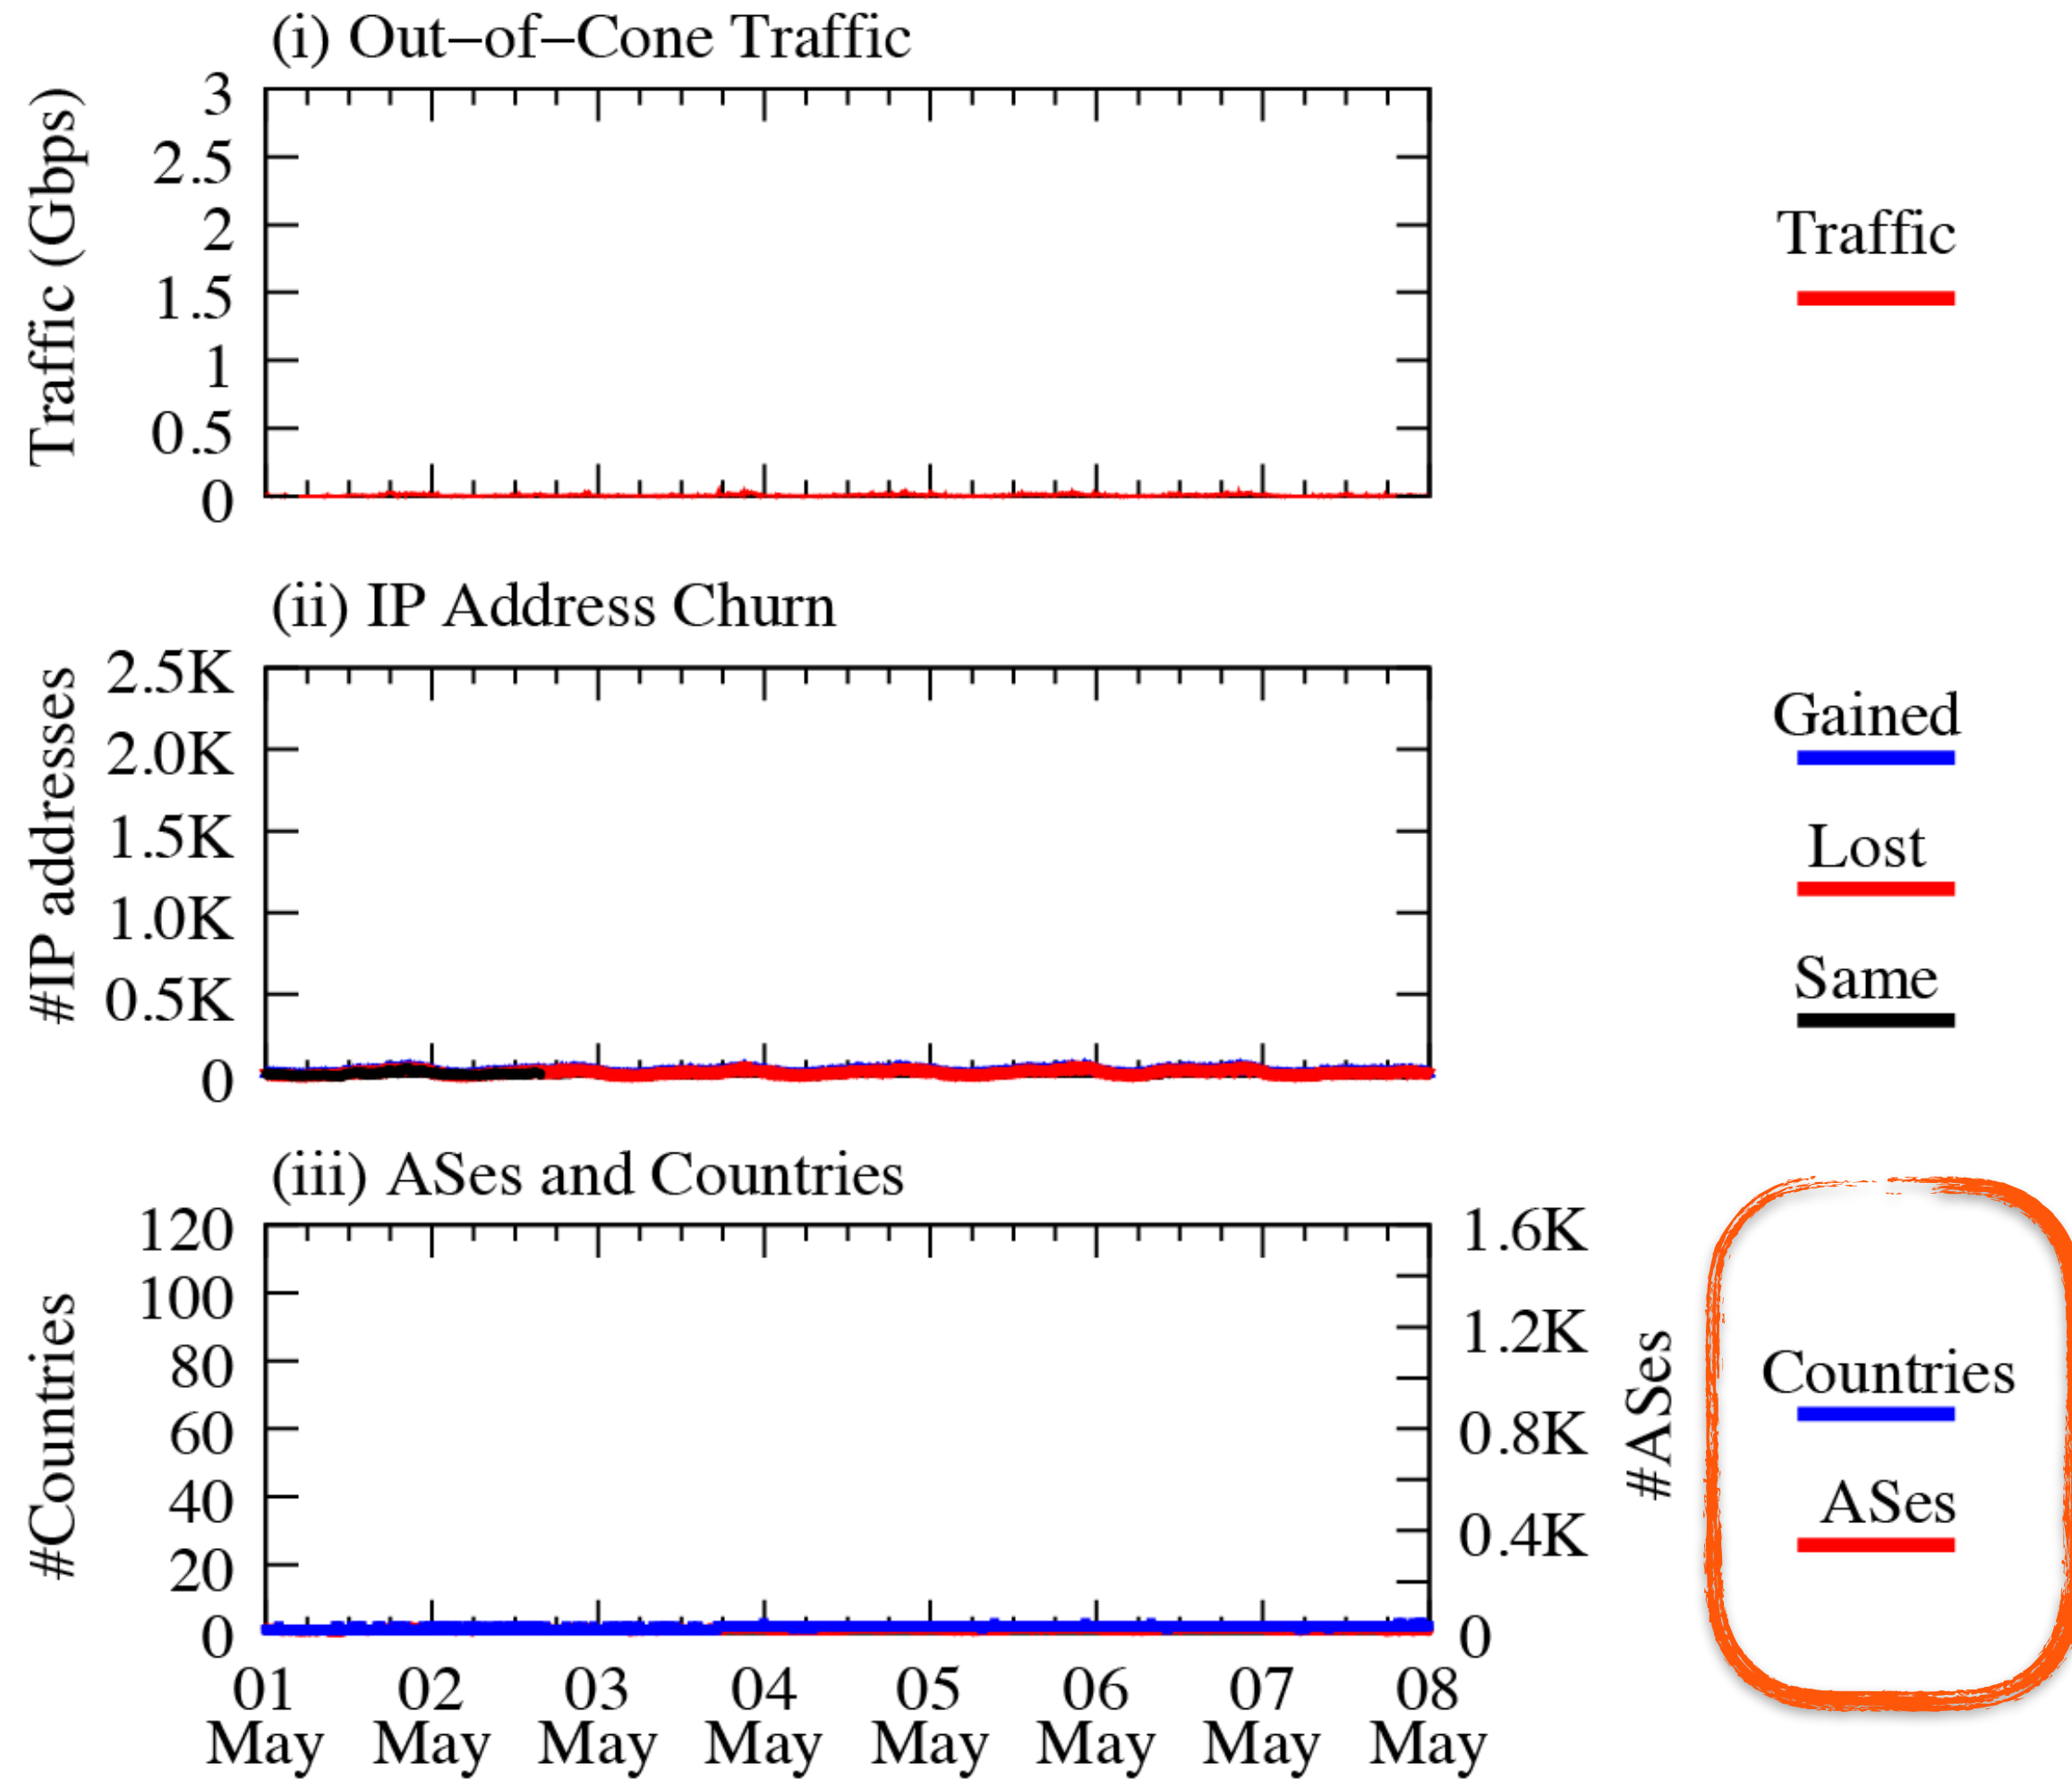 (i) Out−of−Cone Traffic
Traffic (Gbps)
3
2.5
2
1.5
1
0.5
0
Traffic
(ii) IP Address Churn
#IP addresses
2.5K
2.0K
1.5K
1.0K
0.5K
0
Gained
Lost
Same
(iii) ASes and Countries
#Countries
120
100
80
60
40
20
0
1.6K
1.2K
0.8K
0.4K
0
#ASes
Countries
ASes
01 02 03 04 05 06 07 08
May May May May May May May May